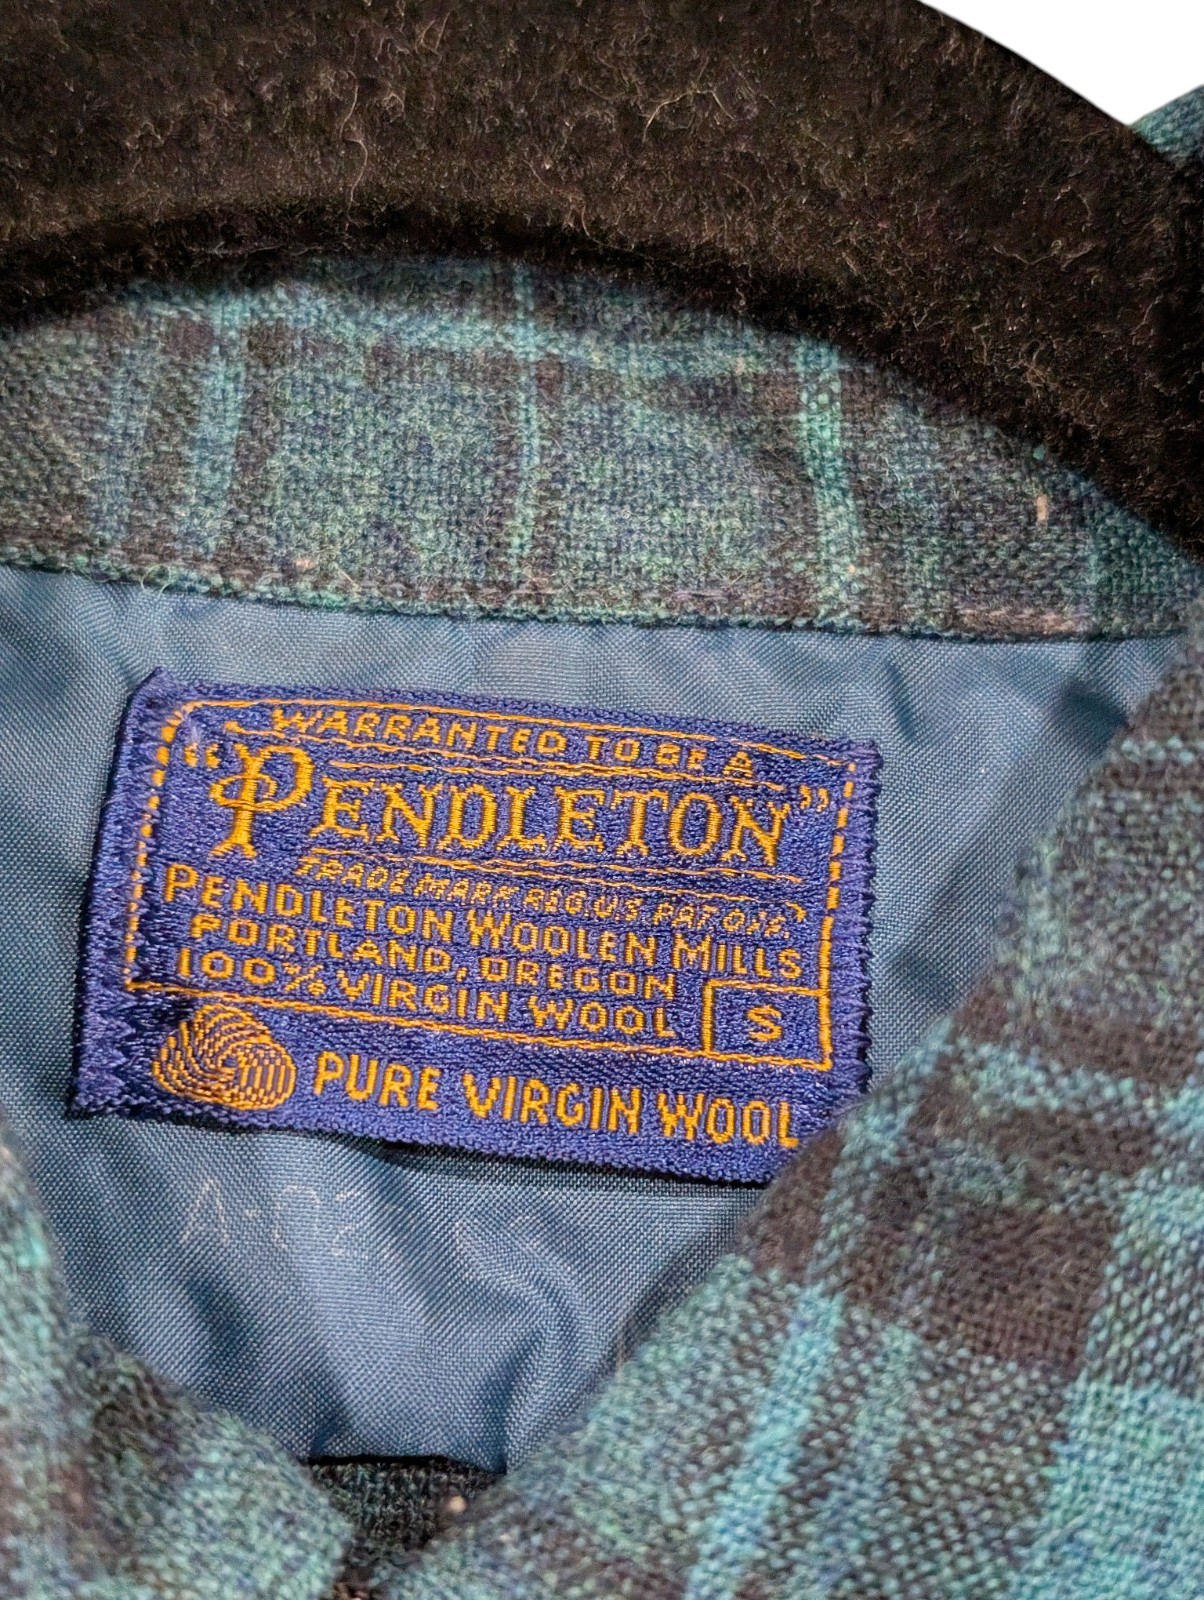 WARRANTED TO BE A
"PENDLETON"
TRADE MARK REG. U.S. PAT. OFF.
PENDLETON WOOLEN MILLS
PORTLAND, OREGON
100% VIRGIN WOOL
S
PURE VIRGIN WOOL